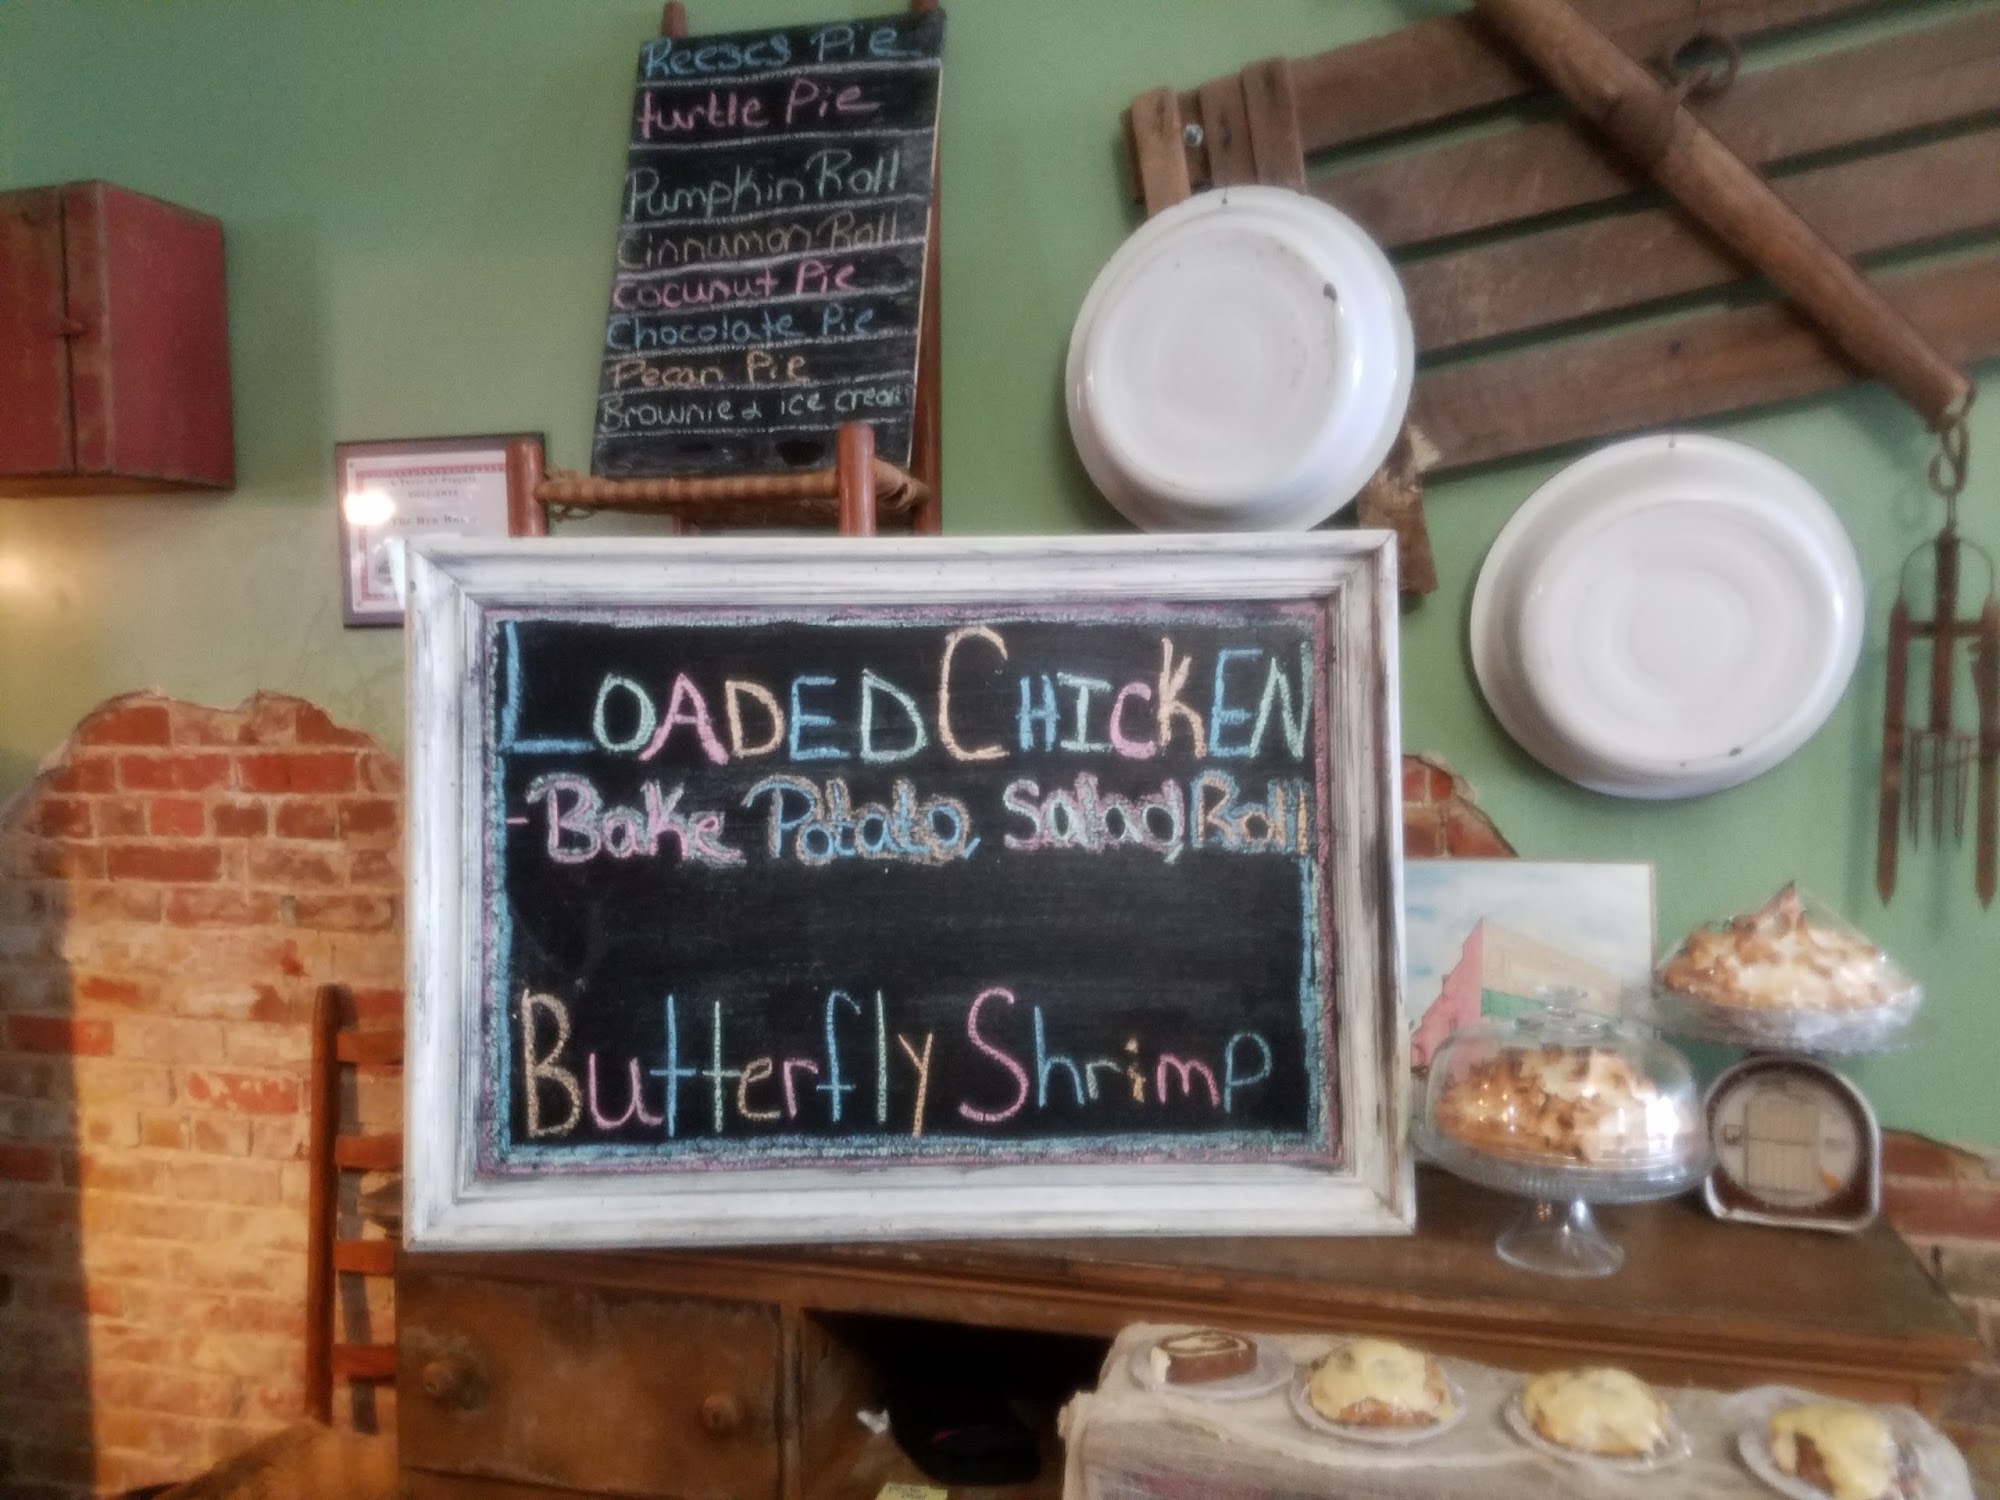 Reeses Pie
turtle Pie
Pumpkin Roll
Cinnumon Roll
cocunut Pie
Chocolate Pie
Pecan Pie
Brownie & ice cream
LOADED CHICKEN
- Bake Potato, Salad, Roll
Butterfly Shrimp